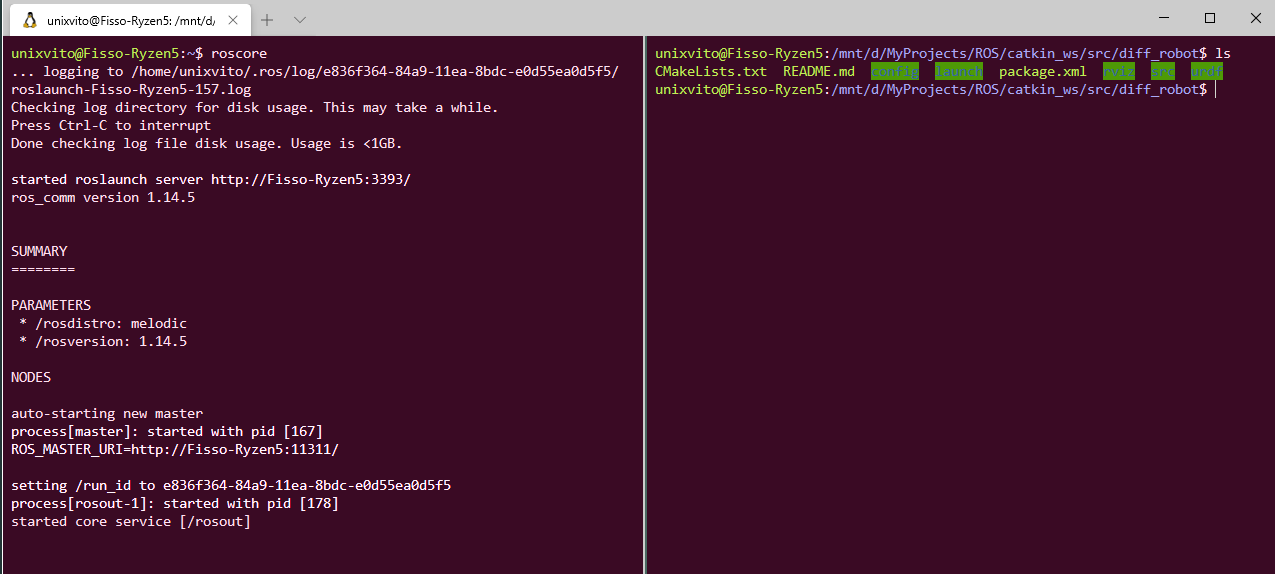 unixvito@Fisso-Ryzen5: /mnt/d/
unixvito@Fisso-Ryzen5:~$ roscore
... logging to /home/unixvito/.ros/log/e836f364-84a9-11ea-8bdc-e0d55ea0d5f5/
roslaunch-Fisso-Ryzen5-157.log
Checking log directory for disk usage. This may take a while.
Press Ctrl-C to interrupt
Done checking log file disk usage. Usage is <1GB.
started roslaunch server http://Fisso-Ryzen5:3393/
ros_comm version 1.14.5
SUMMARY
========
PARAMETERS
 * /rosdistro: melodic
 * /rosversion: 1.14.5
NODES
auto-starting new master
process[master]: started with pid [167]
ROS_MASTER_URI=http://Fisso-Ryzen5:11311/
setting /run_id to e836f364-84a9-11ea-8bdc-e0d55ea0d5f5
process[rosout-1]: started with pid [178]
started core service [/rosout]
unixvito@Fisso-Ryzen5:/mnt/d/MyProjects/ROS/catkin_ws/src/diff_robot$ ls
CMakeLists.txt  README.md  config  launch  package.xml  rviz  src  urdf
unixvito@Fisso-Ryzen5:/mnt/d/MyProjects/ROS/catkin_ws/src/diff_robot$